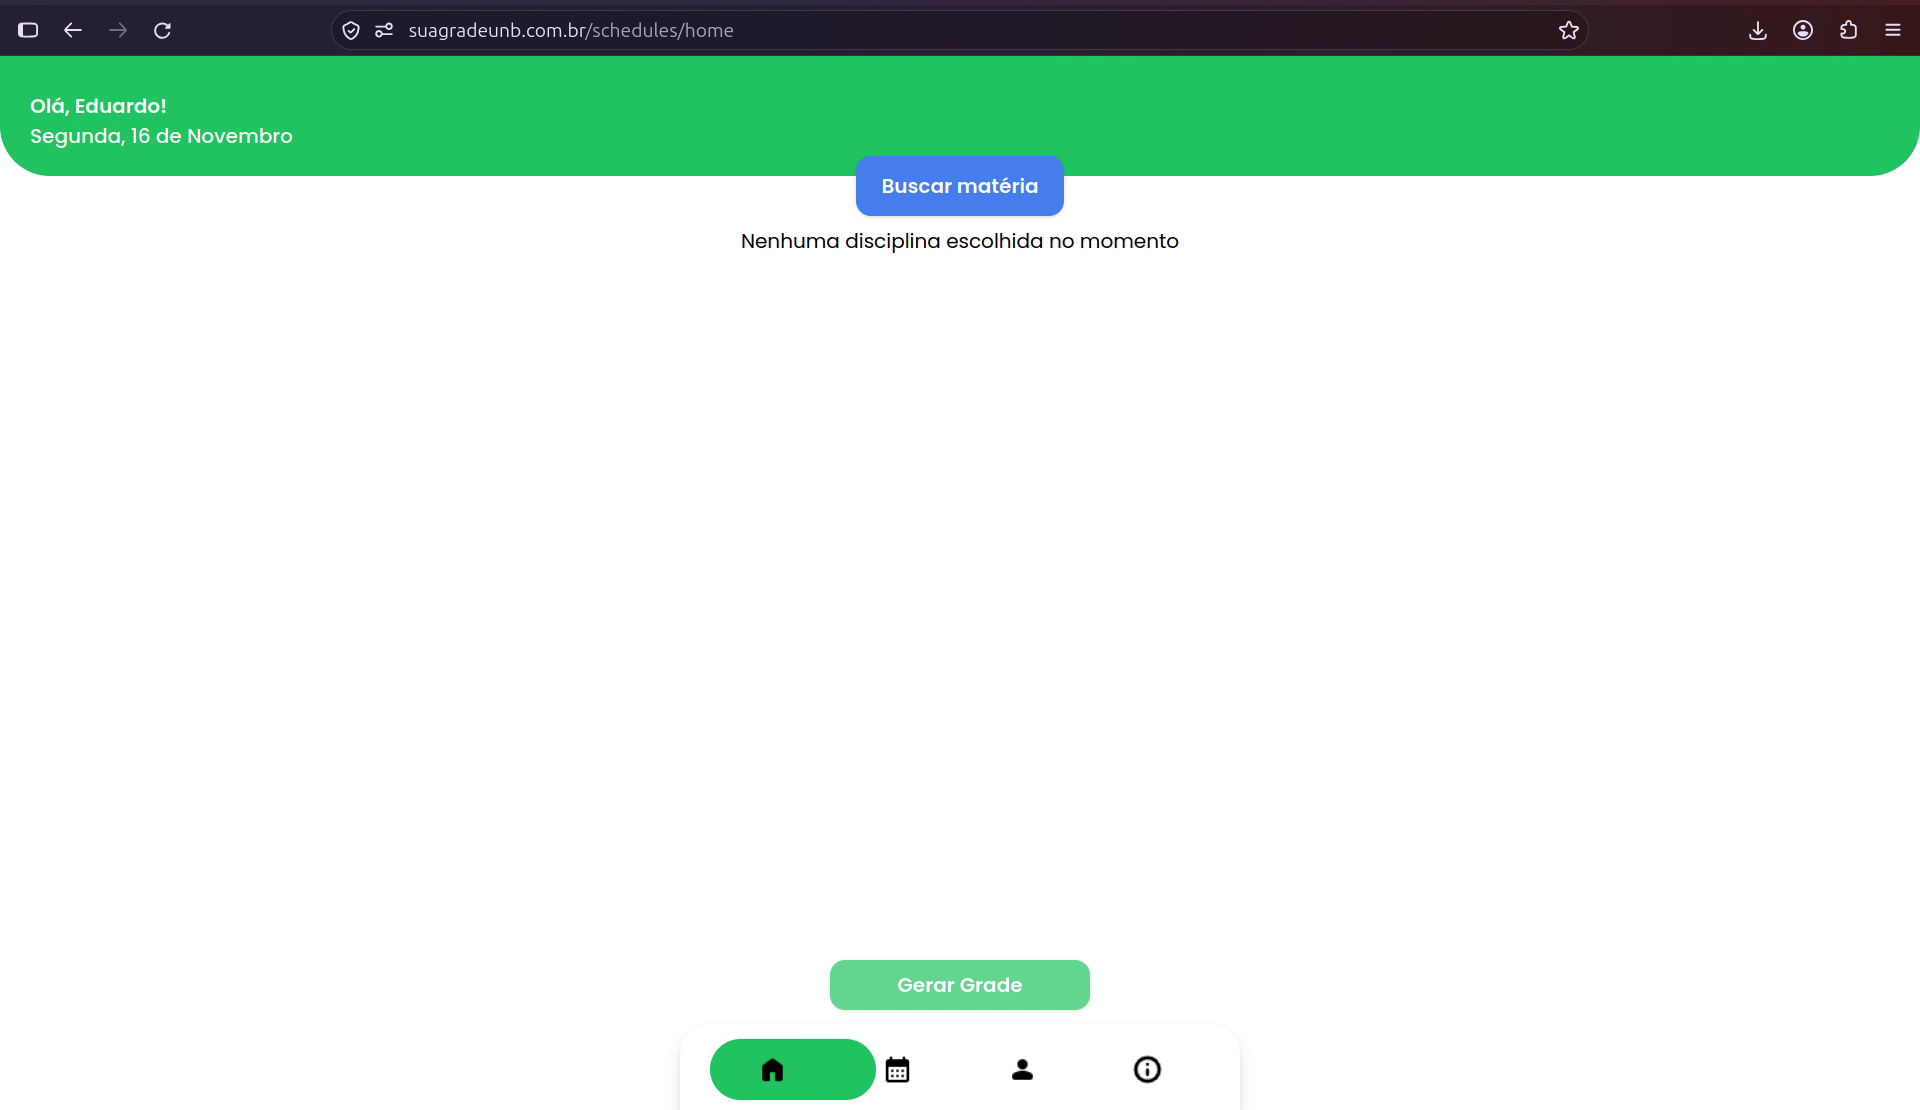 suagradeunb.com.br/schedules/home
Olá, Eduardo!
Segunda, 16 de Novembro
Buscar matéria
Nenhuma disciplina escolhida no momento
Gerar Grade